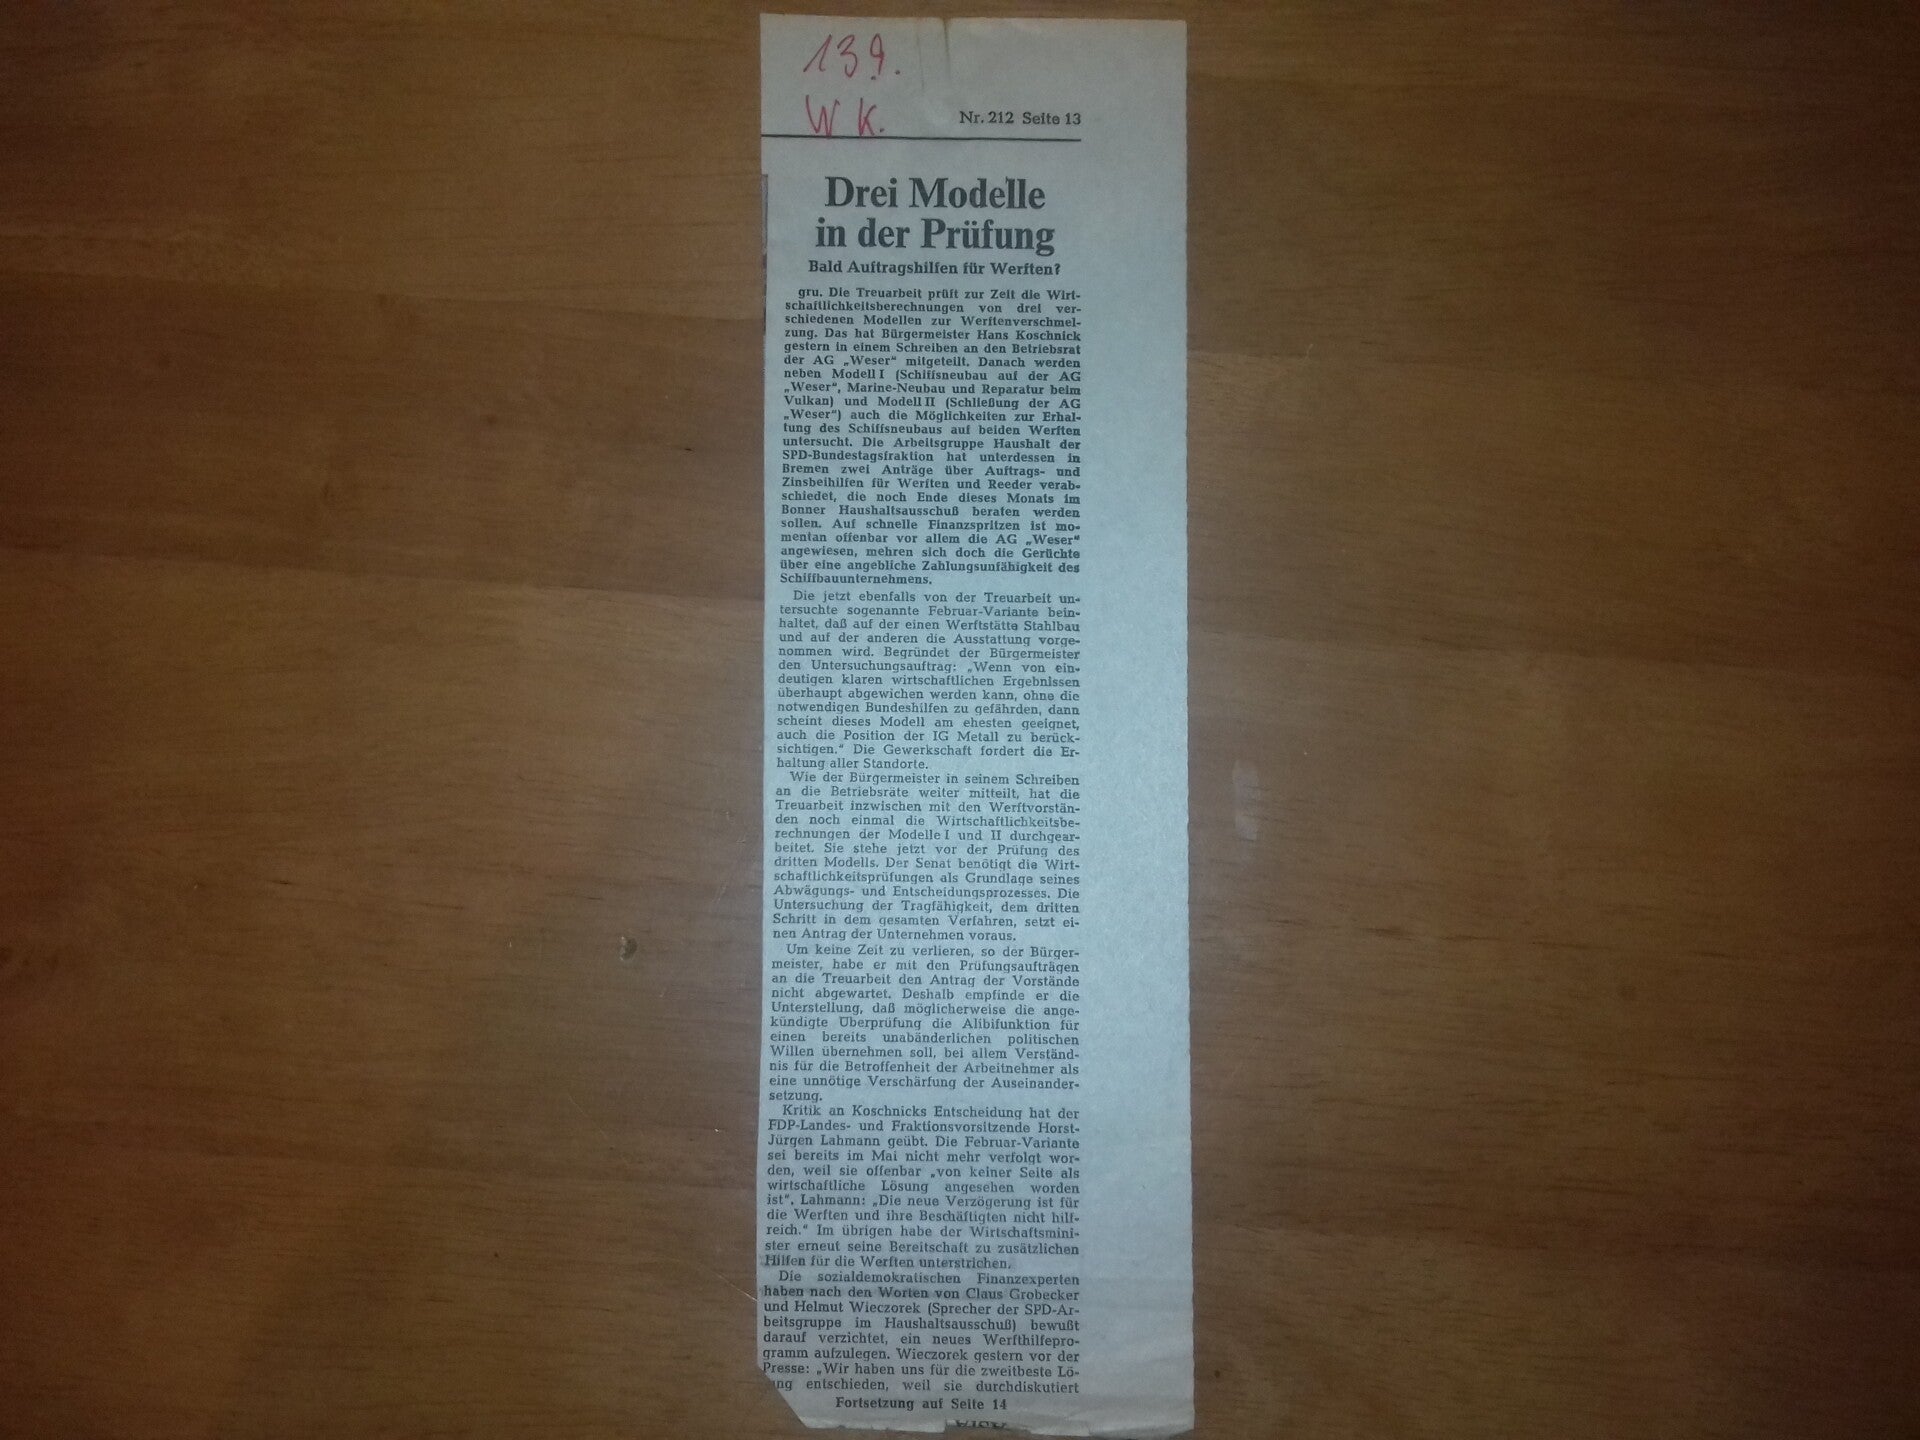 139.
W K.
Nr. 212 Seite 13
Drei Modelle
in der Prüfung
Bald Auftragshilfen für Werften?
gru. Die Treuarbeit prüft zur Zeit die Wirt-
schaftlichkeitsberechnungen von drei ver-
schiedenen Modellen zur Werftenverschmel-
zung. Das hat Bürgermeister Hans Koschnick
gestern in einem Schreiben an den Betriebsrat
der AG „Weser" mitgeteilt. Danach werden
neben Modell I (Schiffsneubau auf der AG
„Weser", Marine-Neubau und Reparatur beim
Vulkan) und Modell II (Schließung der AG
„Weser") auch die Möglichkeiten zur Erhal-
tung des Schiffsneubaus auf beiden Werften
untersucht. Die Arbeitsgruppe Haushalt der
SPD-Bundestagsfraktion hat unterdessen in
Bremen zwei Anträge über Auftrags- und
Zinsbeihilfen für Werften und Reeder verab-
schiedet, die noch Ende dieses Monats im
Bonner Haushaltsausschuß beraten werden
sollen. Auf schnelle Finanzspritzen ist mo-
mentan offenbar vor allem die AG „Weser"
angewiesen, mehren sich doch die Gerüchte
über eine angebliche Zahlungsunfähigkeit des
Schiffbauunternehmens.
Die jetzt ebenfalls von der Treuarbeit un-
tersuchte sogenannte Februar-Variante bein-
haltet, daß auf der einen Werftstätte Stahlbau
und auf der anderen die Ausstattung vorge-
nommen wird. Begründet der Bürgermeister
den Untersuchungsauftrag: „Wenn von ein-
deutigen klaren wirtschaftlichen Ergebnissen
überhaupt abgewichen werden kann, ohne die
notwendigen Bundeshilfen zu gefährden, dann
scheint dieses Modell am ehesten geeignet,
auch die Position der IG Metall zu berück-
sichtigen." Die Gewerkschaft fordert die Er-
haltung aller Standorte.
Wie der Bürgermeister in seinem Schreiben
an die Betriebsräte weiter mitteilt, hat die
Treuarbeit inzwischen mit den Werftvorstän-
den noch einmal die Wirtschaftlichkeitsbe-
rechnungen der Modelle I und II durchgear-
beitet. Sie stehe jetzt vor der Prüfung des
dritten Modells. Der Senat benötigt die Wirt-
schaftlichkeitsprüfungen als Grundlage seines
Abwägungs- und Entscheidungsprozesses. Die
Untersuchung der Tragfähigkeit, dem dritten
Schritt in dem gesamten Verfahren, setzt ei-
nen Antrag der Unternehmen voraus.
Um keine Zeit zu verlieren, so der Bürger-
meister, habe er mit den Prüfungsaufträgen
an die Treuarbeit den Antrag der Vorstände
nicht abgewartet. Deshalb empfinde er die
Unterstellung, daß möglicherweise die ange-
kündigte Überprüfung die Alibifunktion für
einen bereits unabänderlichen politischen
Willen übernehmen soll, bei allem Verständ-
nis für die Betroffenheit der Arbeitnehmer als
eine unnötige Verschärfung der Auseinander-
setzung.
Kritik an Koschnicks Entscheidung hat der
FDP-Landes- und Fraktionsvorsitzende Horst-
Jürgen Lahmann geübt. Die Februar-Variante
sei bereits im Mai nicht mehr verfolgt wor-
den, weil sie offenbar „von keiner Seite als
wirtschaftliche Lösung angesehen worden
ist". Lahmann: „Die neue Verzögerung ist für
die Werften und ihre Beschäftigten nicht hilf-
reich." Im übrigen habe der Wirtschaftsmini-
ster erneut seine Bereitschaft zu zusätzlichen
Hilfen für die Werften unterstrichen.
Die sozialdemokratischen Finanzexperten
haben nach den Worten von Claus Grobecker
und Helmut Wieczorek (Sprecher der SPD-Ar-
beitsgruppe im Haushaltsausschuß) bewußt
darauf verzichtet, ein neues Werfthilfepro-
gramm aufzulegen. Wieczorek gestern vor der
Presse: „Wir haben uns für die zweitbeste Lö-
ung entschieden, weil sie durchdiskutiert
Fortsetzung auf Seite 14